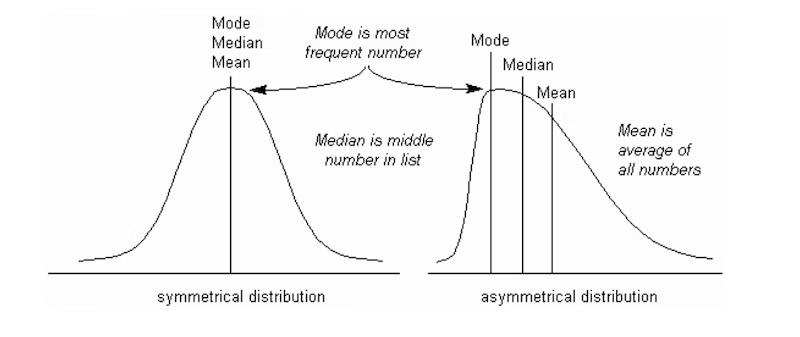 Mode
Median
Mean
Mode is most
frequent number
Mode
Median
Mean
Median is middle
number in list
Mean is
average of
all numbers
symmetrical distribution
asymmetrical distribution